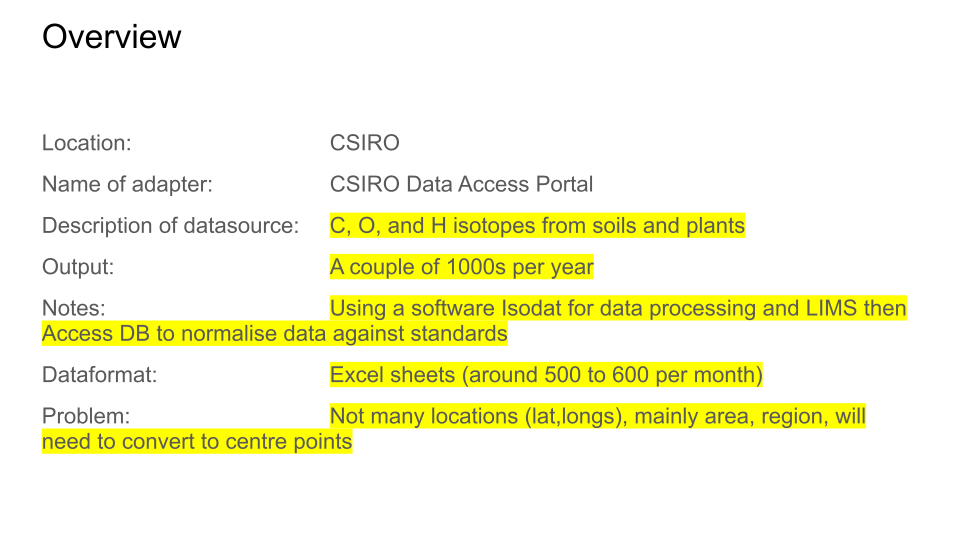 Overview
Location: CSIRO
Name of adapter: CSIRO Data Access Portal
Description of datasource: C, O, and H isotopes from soils and plants
Output: A couple of 1000s per year
Notes: Using a software Isodat for data processing and LIMS then
Access DB to normalise data against standards
Dataformat: Excel sheets (around 500 to 600 per month)
Problem: Not many locations (lat,longs), mainly area, region, will
need to convert to centre points